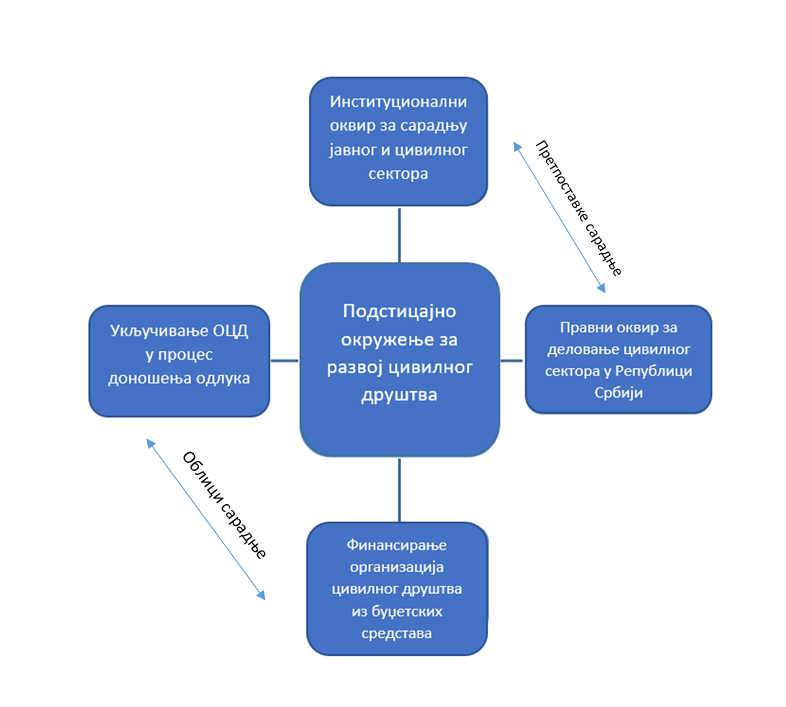 Институционални
оквир за сарадњу
јавног и цивилног
сектора
Претпоставке сарадње
Укључивање ОЦД
у процес
доношења одлука
Подстицајно
окружење за
развој цивилног
друштва
Правни оквир за
деловање цивилног
сектора у Републици
Србији
Облици сарадње
Финансирање
организација
цивилног друштва
из буџетских
средстава